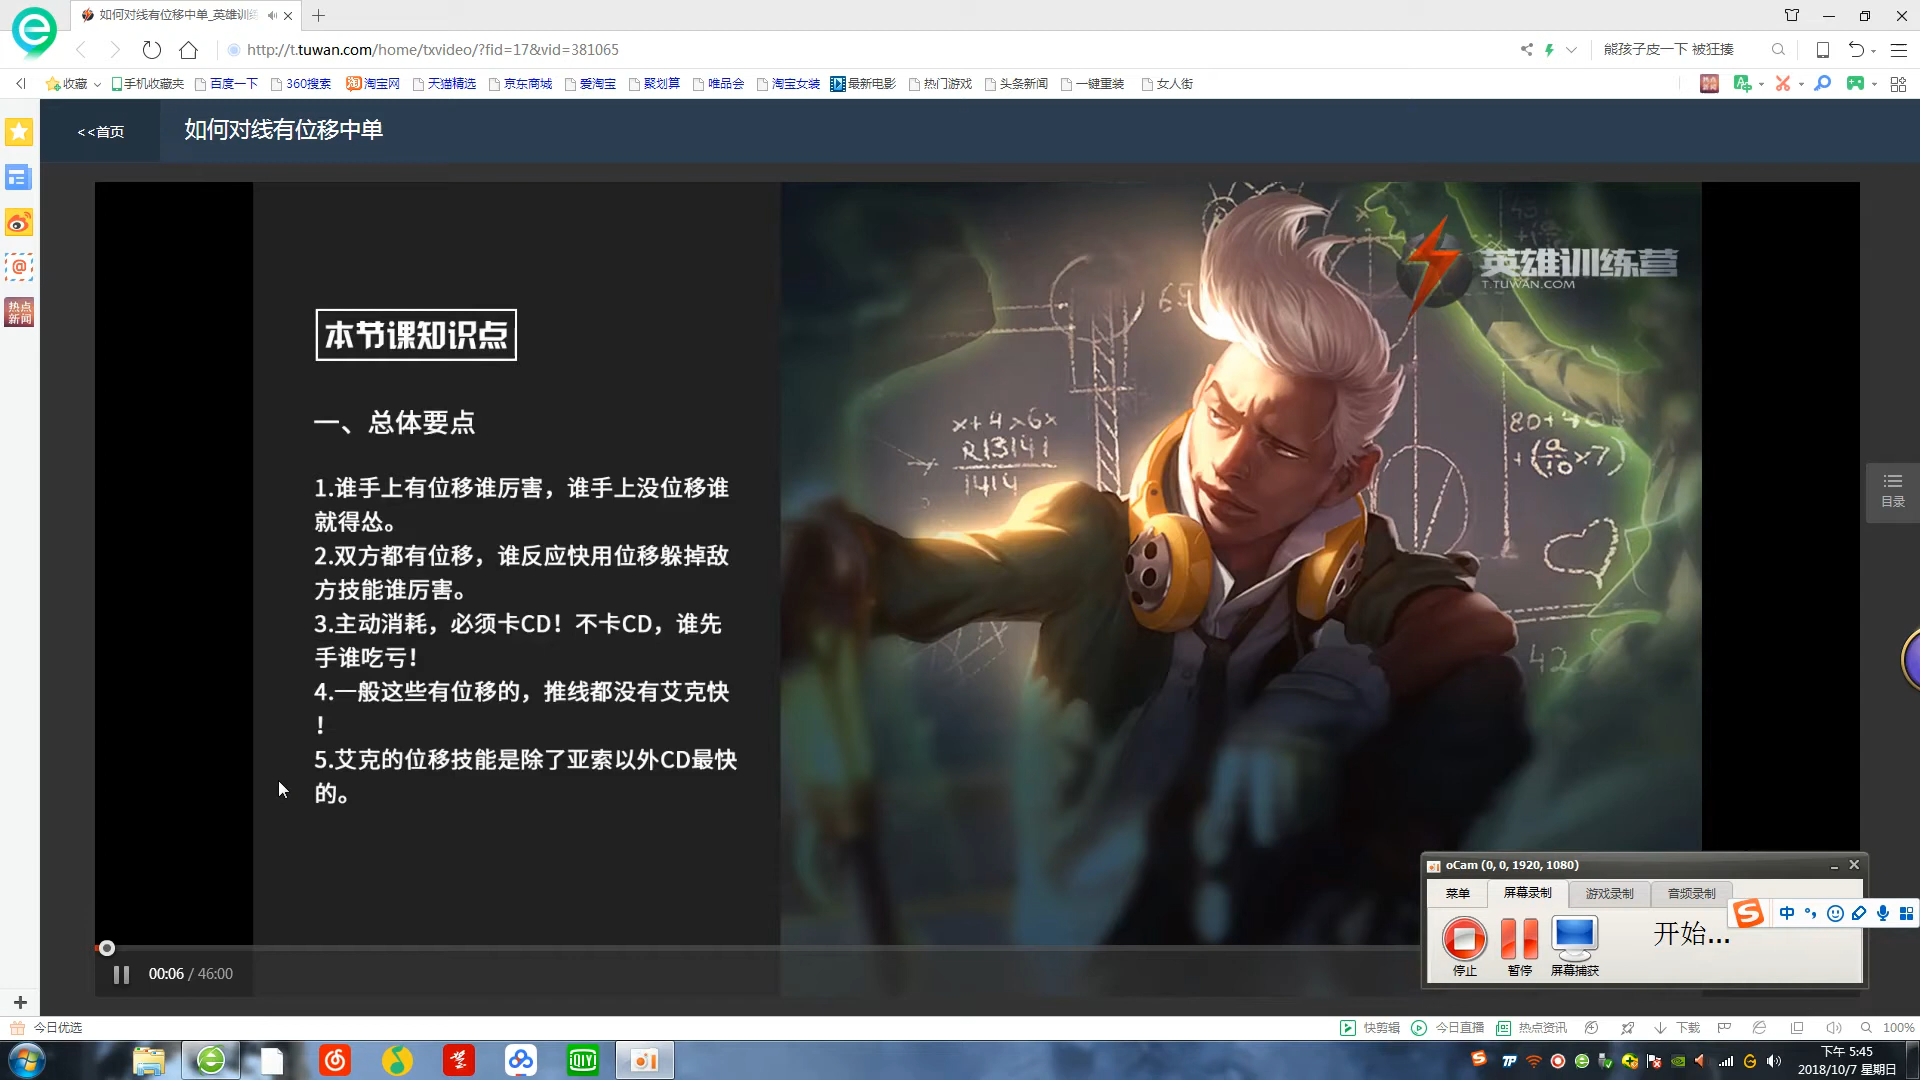 如何对线有位移中单_英雄训练
http://t.tuwan.com/home/txvideo/?fid=17&vid=381065
熊孩子皮一下 被狂揍
收藏 手机收藏夹 百度一下 360搜索 淘宝网 天猫精选 京东商城 爱淘宝 聚划算 唯品会 淘宝女装 最新电影 热门游戏 头条新闻 一键重装 女人街
<<首页
如何对线有位移中单
热点
新闻
英雄训练营
T.TUWAN.COM
本节课知识点
一、总体要点
1.谁手上有位移谁厉害，谁手上没位移谁
就得怂。
2.双方都有位移，谁反应快用位移躲掉敌
方技能谁厉害。
3.主动消耗，必须卡CD！不卡CD，谁先
手谁吃亏！
4.一般这些有位移的，推线都没有艾克快
！
5.艾克的位移技能是除了亚索以外CD最快
的。
x+4x6x
R13141
1414
80+4
42
目录
oCam (0, 0, 1920, 1080)
菜单 屏幕录制 游戏录制 音频录制
开始...
停止 暂停 屏幕捕获
中
00:06 / 46:00
今日优选
快剪辑 今日直播 热点资讯 下载 100%
iQIY
下午 5:45
2018/10/7 星期日